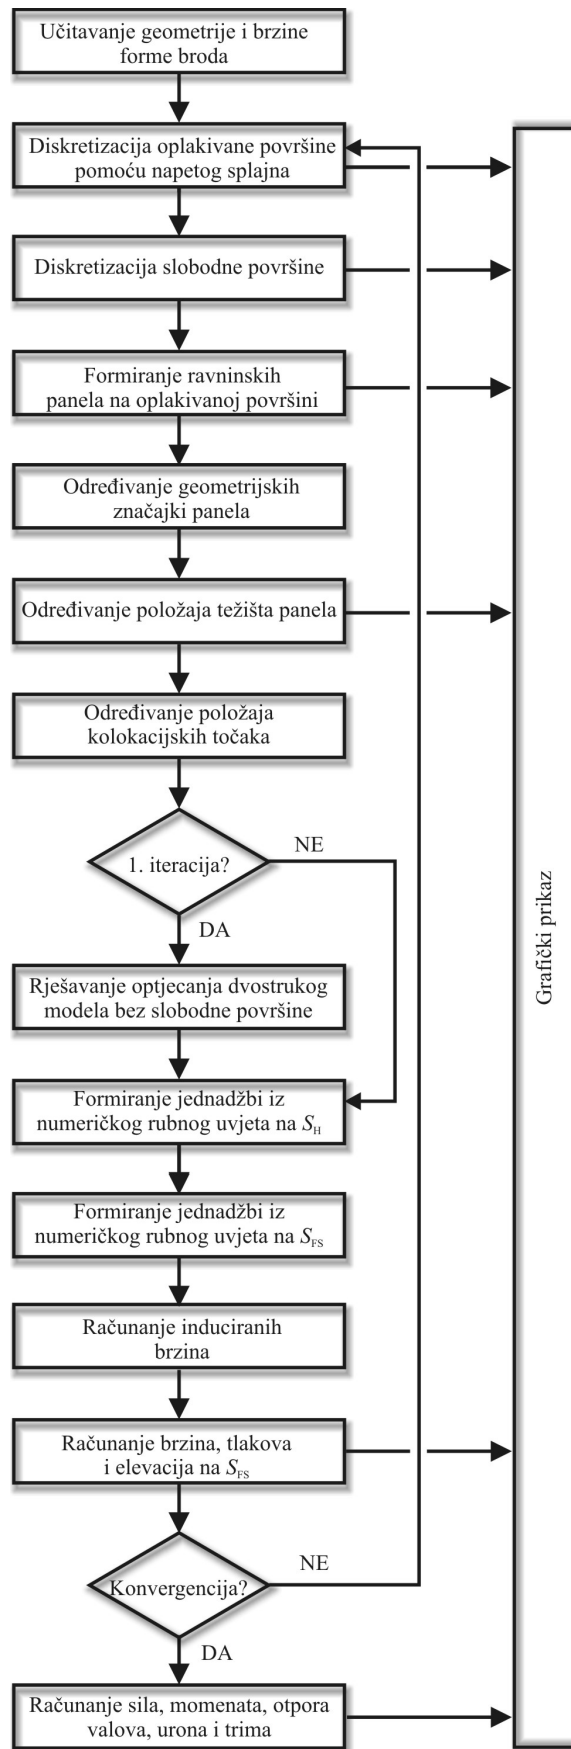 Učitavanje geometrije i brzine
forme broda
Diskretizacija oplakivane površine
pomoću napetog splajna
Diskretizacija slobodne površine
Formiranje ravninskih
panela na oplakivanoj površini
Određivanje geometrijskih
značajki panela
Određivanje položaja težišta panela
Određivanje položaja
kolokacijskih točaka
1. iteracija?
NE
DA
Rješavanje optjecanja dvostrukog
modela bez slobodne površine
Formiranje jednadžbi iz
numeričkog rubnog uvjeta na S_H
Formiranje jednadžbi iz
numeričkog rubnog uvjeta na S_FS
Računanje induciranih
brzina
Računanje brzina, tlakova
i elevacija na S_FS
Konvergencija?
NE
DA
Računanje sila, momenata, otpora
valova, urona i trima
Grafički prikaz